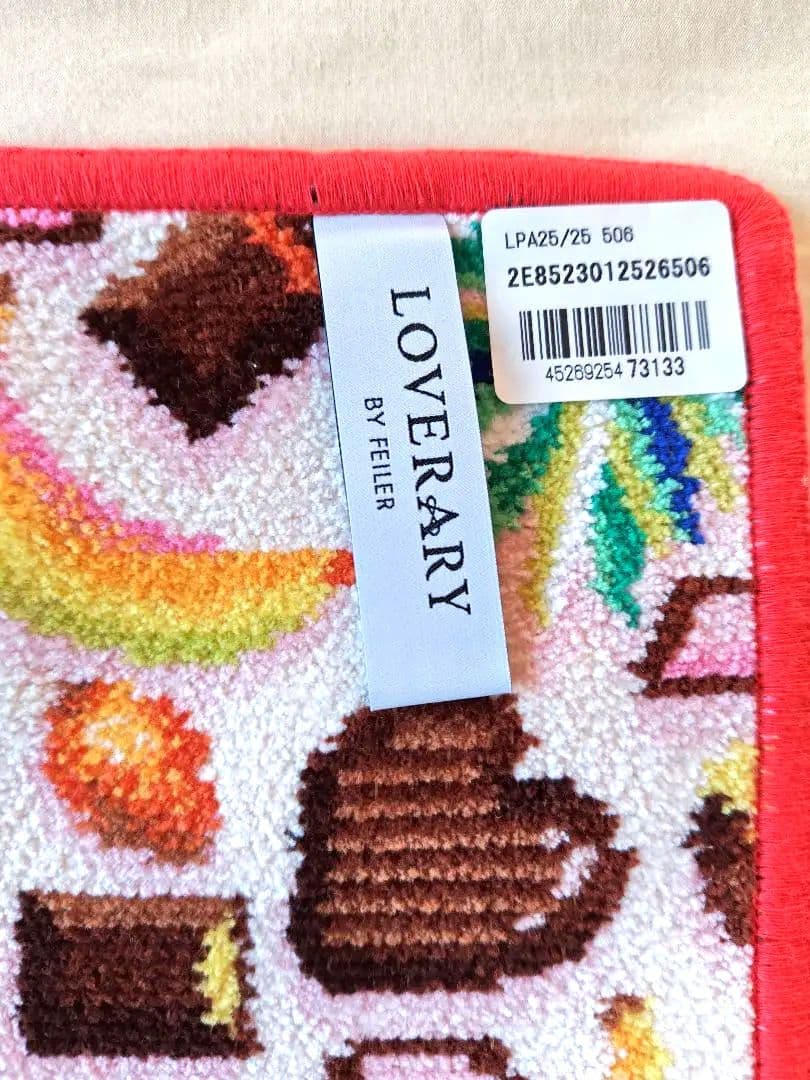 LPA25/25 506
2E8523012526506
45269254 73133
LOVERARY
BY FEILER